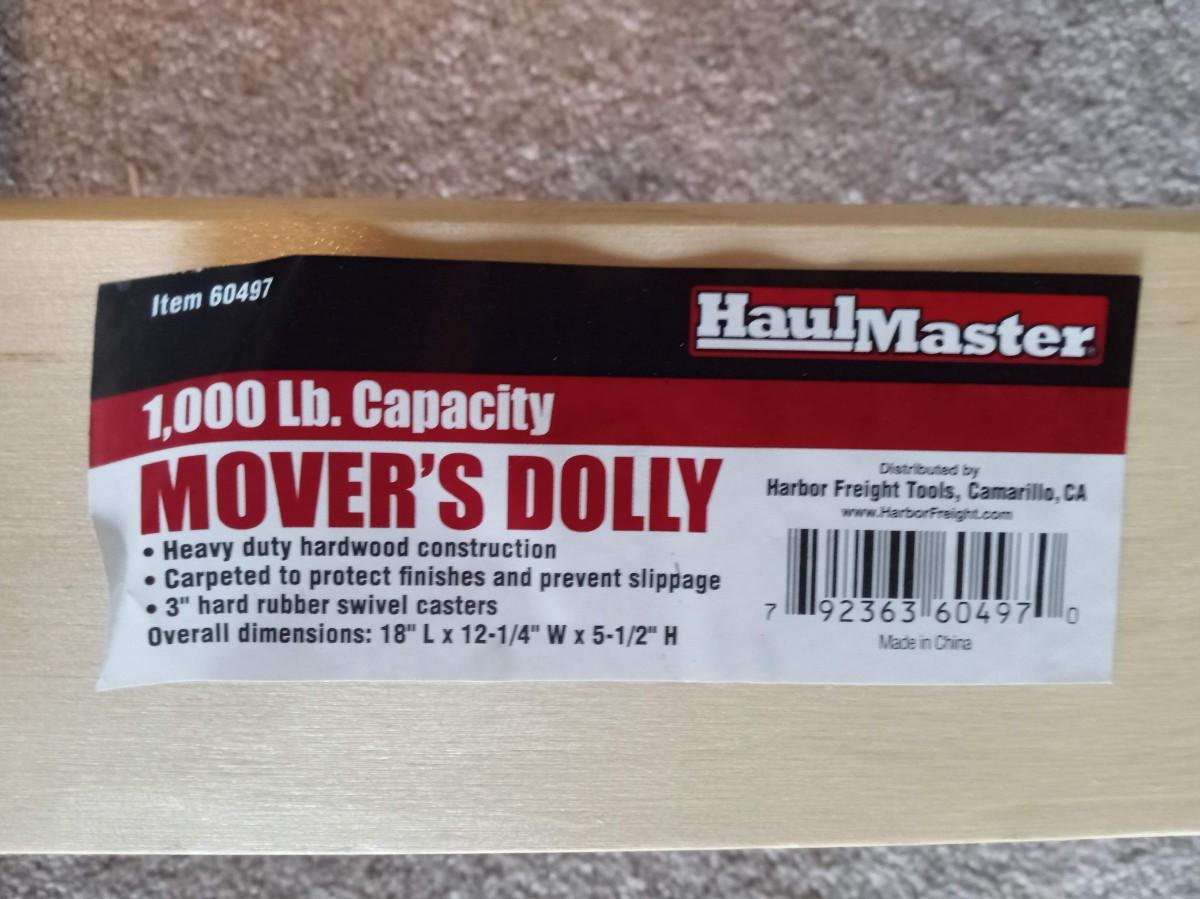 Item 60497
HaulMaster
1,000 Lb. Capacity
MOVER'S DOLLY
• Heavy duty hardwood construction
• Carpeted to protect finishes and prevent slippage
• 3" hard rubber swivel casters
Overall dimensions: 18" L x 12-1/4" W x 5-1/2" H
Distributed by
Harbor Freight Tools, Camarillo, CA
www.HarborFreight.com
7 92363 60497 0
Made in China